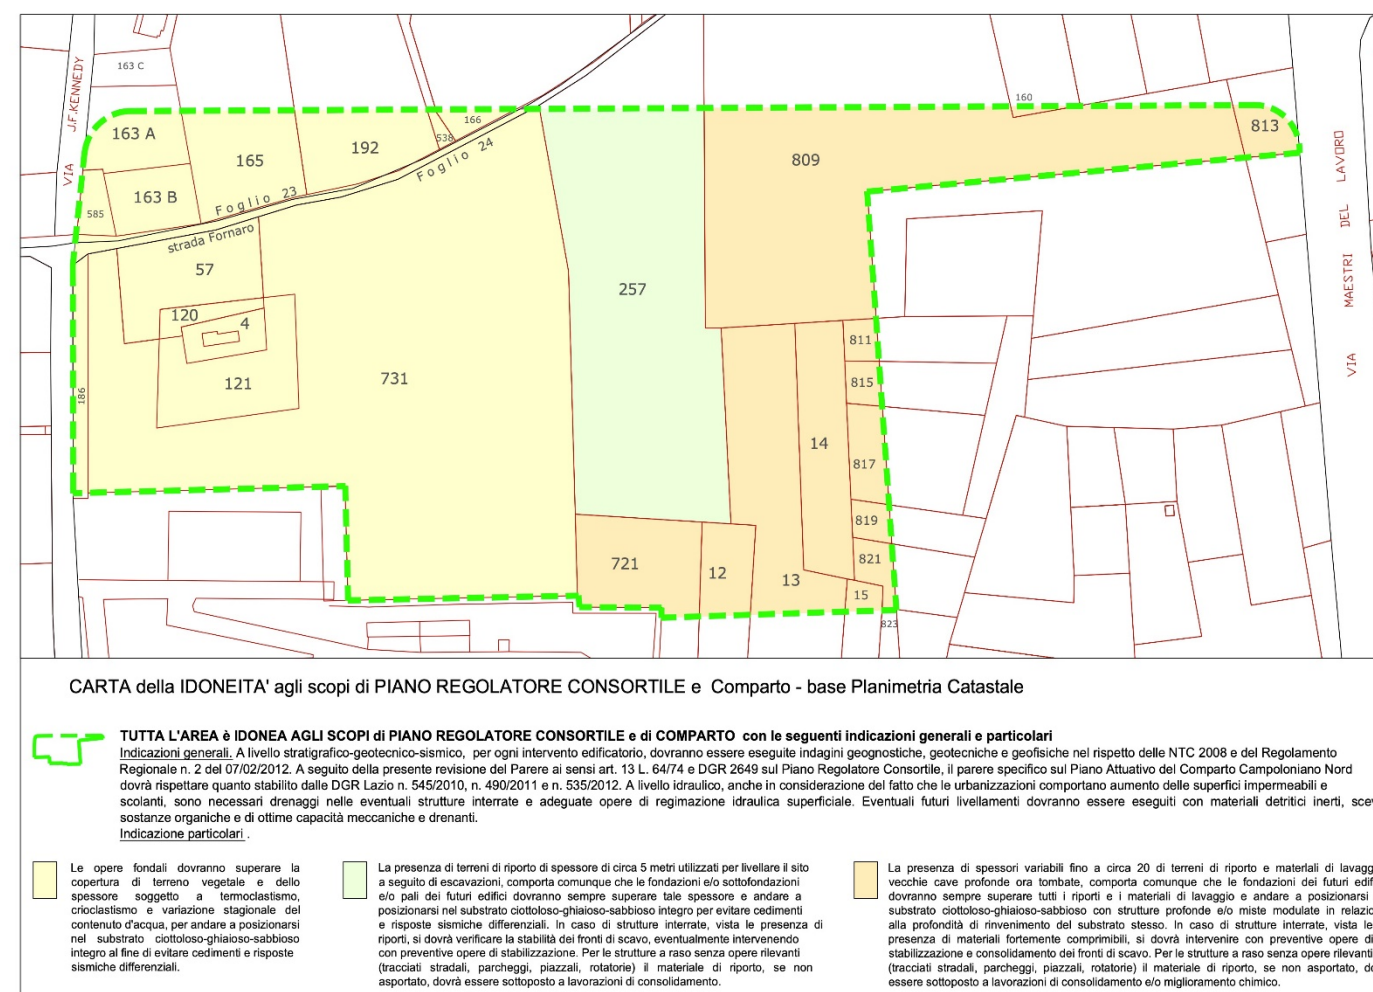 163 C
VIA J.F.KENNEDY
163 A
165
192
538
166
160
813
809
163 B
585
Foglio 23
Foglio 24
strada Fornaro
57
257
120
4
121
731
186
811
815
14
817
819
821
721
12
13
15
823
VIA MAESTRI DEL LAVORO
CARTA della IDONEITA' agli scopi di PIANO REGOLATORE CONSORTILE e Comparto - base Planimetria Catastale
TUTTA L'AREA è IDONEA AGLI SCOPI di PIANO REGOLATORE CONSORTILE e di COMPARTO con le seguenti indicazioni generali e particolari
Indicazioni generali. A livello stratigrafico-geotecnico-sismico, per ogni intervento edificatorio, dovranno essere eseguite indagini geognostiche, geotecniche e geofisiche nel rispetto delle NTC 2008 e del Regolamento
Regionale n. 2 del 07/02/2012. A seguito della presente revisione del Parere ai sensi art. 13 L. 64/74 e DGR 2649 sul Piano Regolatore Consortile, il parere specifico sul Piano Attuativo del Comparto Campoloniano Nord
dovrà rispettare quanto stabilito dalle DGR Lazio n. 545/2010, n. 490/2011 e n. 535/2012. A livello idraulico, anche in considerazione del fatto che le urbanizzazioni comportano aumento delle superfici impermeabili e
scolanti, sono necessari drenaggi nelle eventuali strutture interrate e adeguate opere di regimazione idraulica superficiale. Eventuali futuri livellamenti dovranno essere eseguiti con materiali detritici inerti, scev
sostanze organiche e di ottime capacità meccaniche e drenanti.
Indicazione particolari .
Le opere fondali dovranno superare la
copertura di terreno vegetale e dello
spessore soggetto a termoclastismo,
crioclastismo e variazione stagionale del
contenuto d'acqua, per andare a posizionarsi
nel substrato ciottoloso-ghiaioso-sabbioso
integro al fine di evitare cedimenti e risposte
sismiche differenziali.
La presenza di terreni di riporto di spessore di circa 5 metri utilizzati per livellare il sito
a seguito di escavazioni, comporta comunque che le fondazioni e/o sottofondazioni
e/o pali dei futuri edifici dovranno sempre superare tale spessore e andare a
posizionarsi nel substrato ciottoloso-ghiaioso-sabbioso integro per evitare cedimenti
e risposte sismiche differenziali. In caso di strutture interrate, vista le presenza di
riporti, si dovrà verificare la stabilità dei fronti di scavo, eventualmente intervenendo
con preventive opere di stabilizzazione. Per le strutture a raso senza opere rilevanti
(tracciati stradali, parcheggi, piazzali, rotatorie) il materiale di riporto, se non
asportato, dovrà essere sottoposto a lavorazioni di consolidamento.
La presenza di spessori variabili fino a circa 20 di terreni di riporto e materiali di lavagg
vecchie cave profonde ora tombate, comporta comunque che le fondazioni dei futuri edif
dovranno sempre superare tutti i riporti e i materiali di lavaggio e andare a posizionarsi
substrato ciottoloso-ghiaioso-sabbioso con strutture profonde e/o miste modulate in relazio
alla profondità di rinvenimento del substrato stesso. In caso di strutture interrate, vista le
presenza di materiali fortemente comprimibili, si dovrà intervenire con preventive opere di
stabilizzazione e consolidamento dei fronti di scavo. Per le strutture a raso senza opere rilevanti
(tracciati stradali, parcheggi, piazzali, rotatorie) il materiale di riporto, se non asportato, do
essere sottoposto a lavorazioni di consolidamento e/o miglioramento chimico.